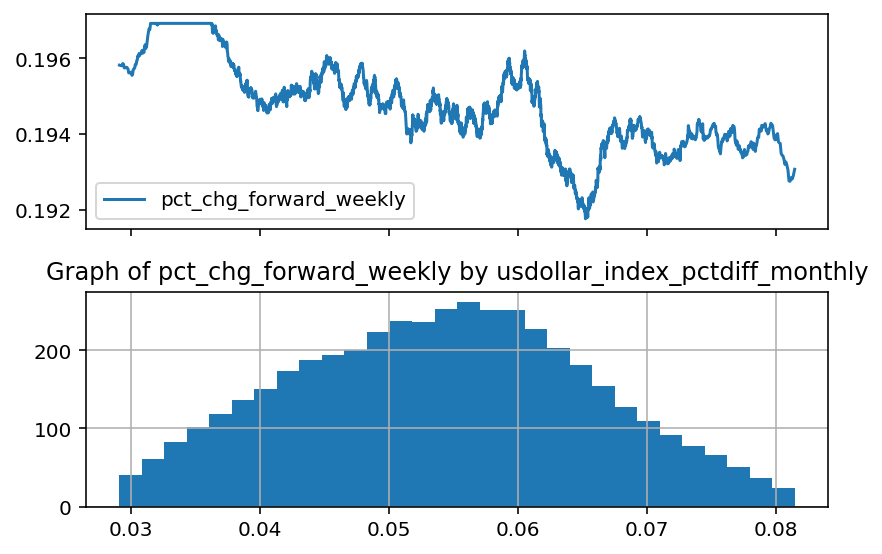 0.196
0.194
0.192
pct_chg_forward_weekly
Graph of pct_chg_forward_weekly by usdollar_index_pctdiff_monthly
200
100
0
0.03 0.04 0.05 0.06 0.07 0.08